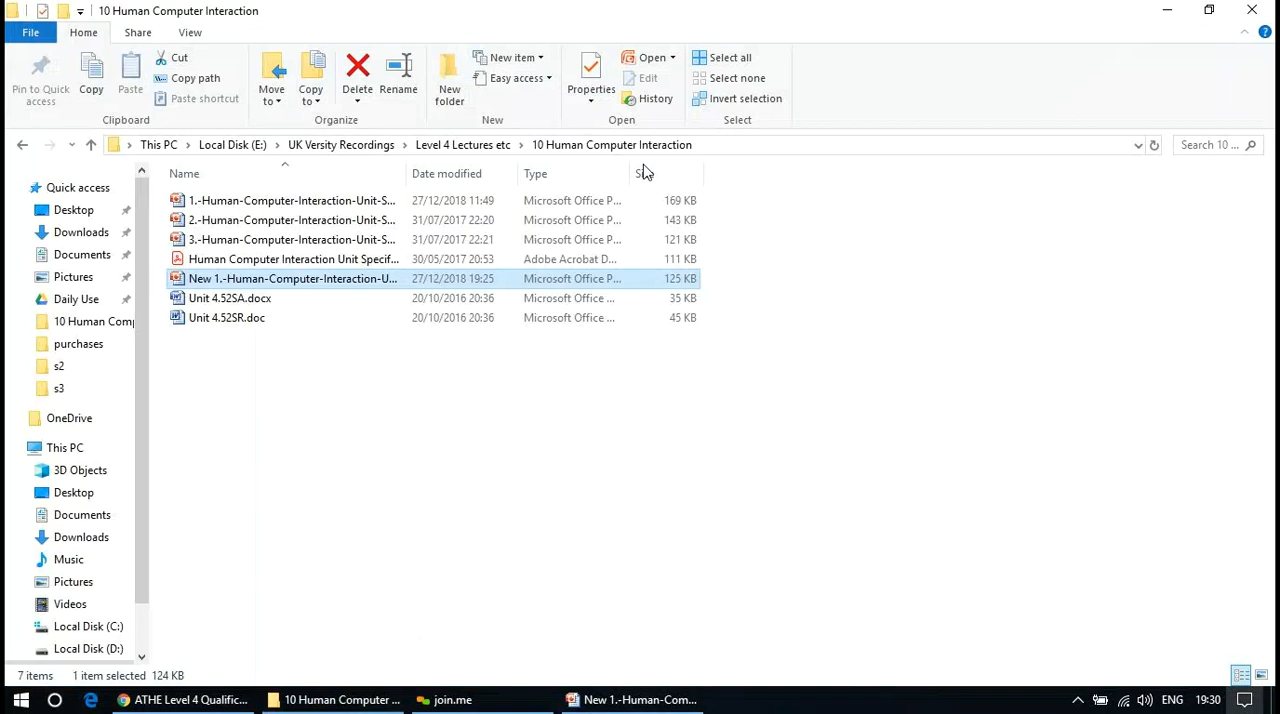 10 Human Computer Interaction
File Home Share View
Pin to Quick access
Copy
Paste
Cut
Copy path
Paste shortcut
Clipboard
Move to
Copy to
Delete
Rename
Organize
New folder
New item
Easy access
New
Properties
Open
Edit
History
Open
Select all
Select none
Invert selection
Select
This PC Local Disk (E:) UK Versity Recordings Level 4 Lectures etc 10 Human Computer Interaction
Search 10 ...
Name Date modified Type
1.-Human-Computer-Interaction-Unit-S... 27/12/2018 11:49 Microsoft Office P... 169 KB
2.-Human-Computer-Interaction-Unit-S... 31/07/2017 22:20 Microsoft Office P... 143 KB
3.-Human-Computer-Interaction-Unit-S... 31/07/2017 22:21 Microsoft Office P... 121 KB
Human Computer Interaction Unit Specif... 30/05/2017 20:53 Adobe Acrobat D... 111 KB
New 1.-Human-Computer-Interaction-U... 27/12/2018 19:25 Microsoft Office P... 125 KB
Unit 4.52SA.docx 20/10/2016 20:36 Microsoft Office ... 35 KB
Unit 4.52SR.doc 20/10/2016 20:36 Microsoft Office ... 45 KB
Quick access
Desktop
Downloads
Documents
Pictures
Daily Use
10 Human Comp
purchases
s2
s3
OneDrive
This PC
3D Objects
Desktop
Documents
Downloads
Music
Pictures
Videos
Local Disk (C:)
Local Disk (D:)
7 items 1 item selected 124 KB
ATHE Level 4 Qualific...
10 Human Computer ...
join.me
New 1.-Human-Com...
ENG 19:30